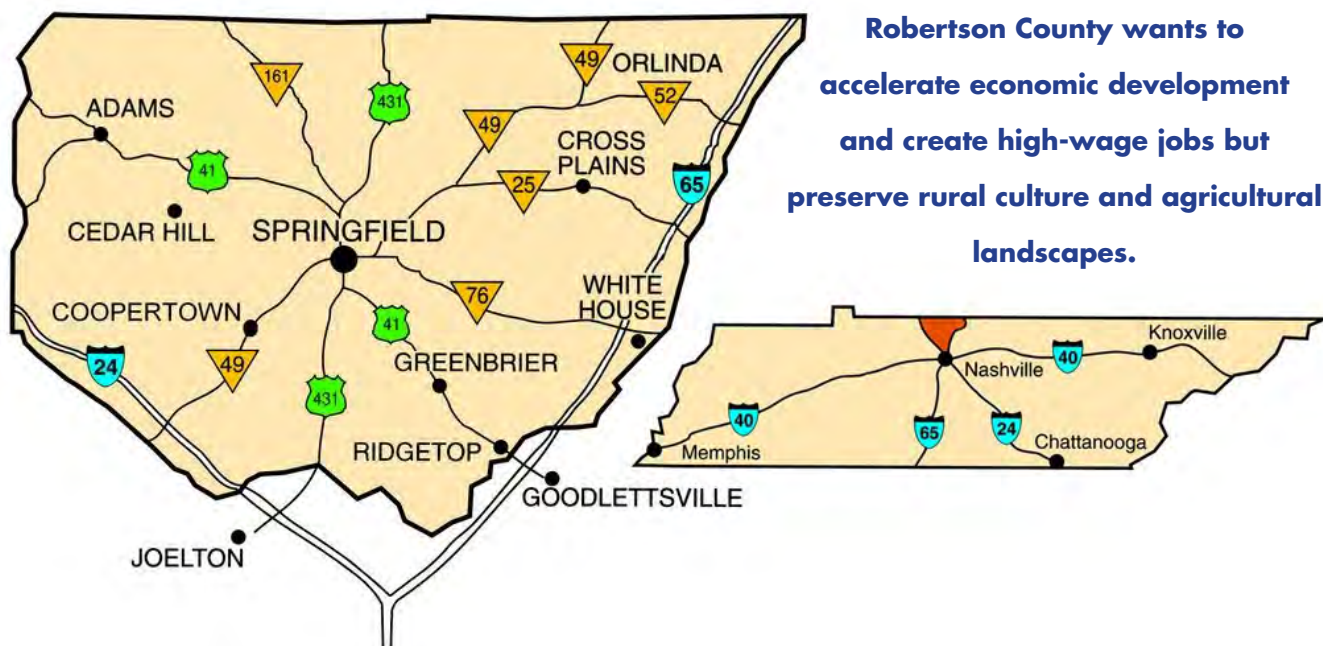 Robertson County wants to
accelerate economic development
and create high-wage jobs but
preserve rural culture and agricultural
landscapes.
161
431
49
ORLINDA
52
ADAMS
49
CROSS
PLAINS
41
25
65
CEDAR HILL
SPRINGFIELD
WHITE
HOUSE
76
COOPERTOWN
41
24
49
GREENBRIER
431
RIDGETOP
GOODLETTSVILLE
JOELTON
Knoxville
40
Nashville
40
65
24
Memphis
Chattanooga